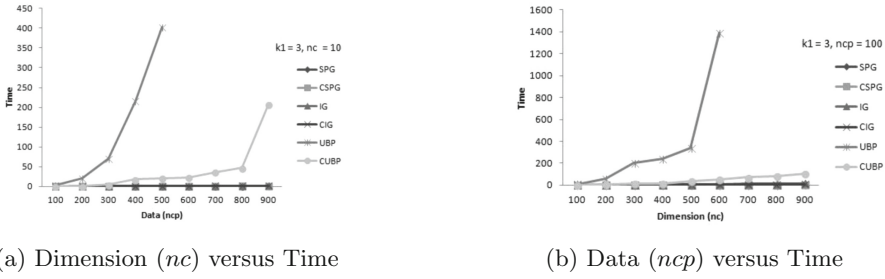 450
400
350
300
250
200
150
100
50
0
Time
100 200 300 400 500 600 700 800 900
Data (ncp)
k1 = 3, nc = 10
SPG
CSPG
IG
CIG
UBP
CUBP
(a) Dimension (nc) versus Time
1600
1400
1200
1000
800
600
400
200
0
Time
100 200 300 400 500 600 700 800 900
Dimension (nc)
k1 = 3, ncp = 100
SPG
CSPG
IG
CIG
UBP
CUBP
(b) Data (ncp) versus Time